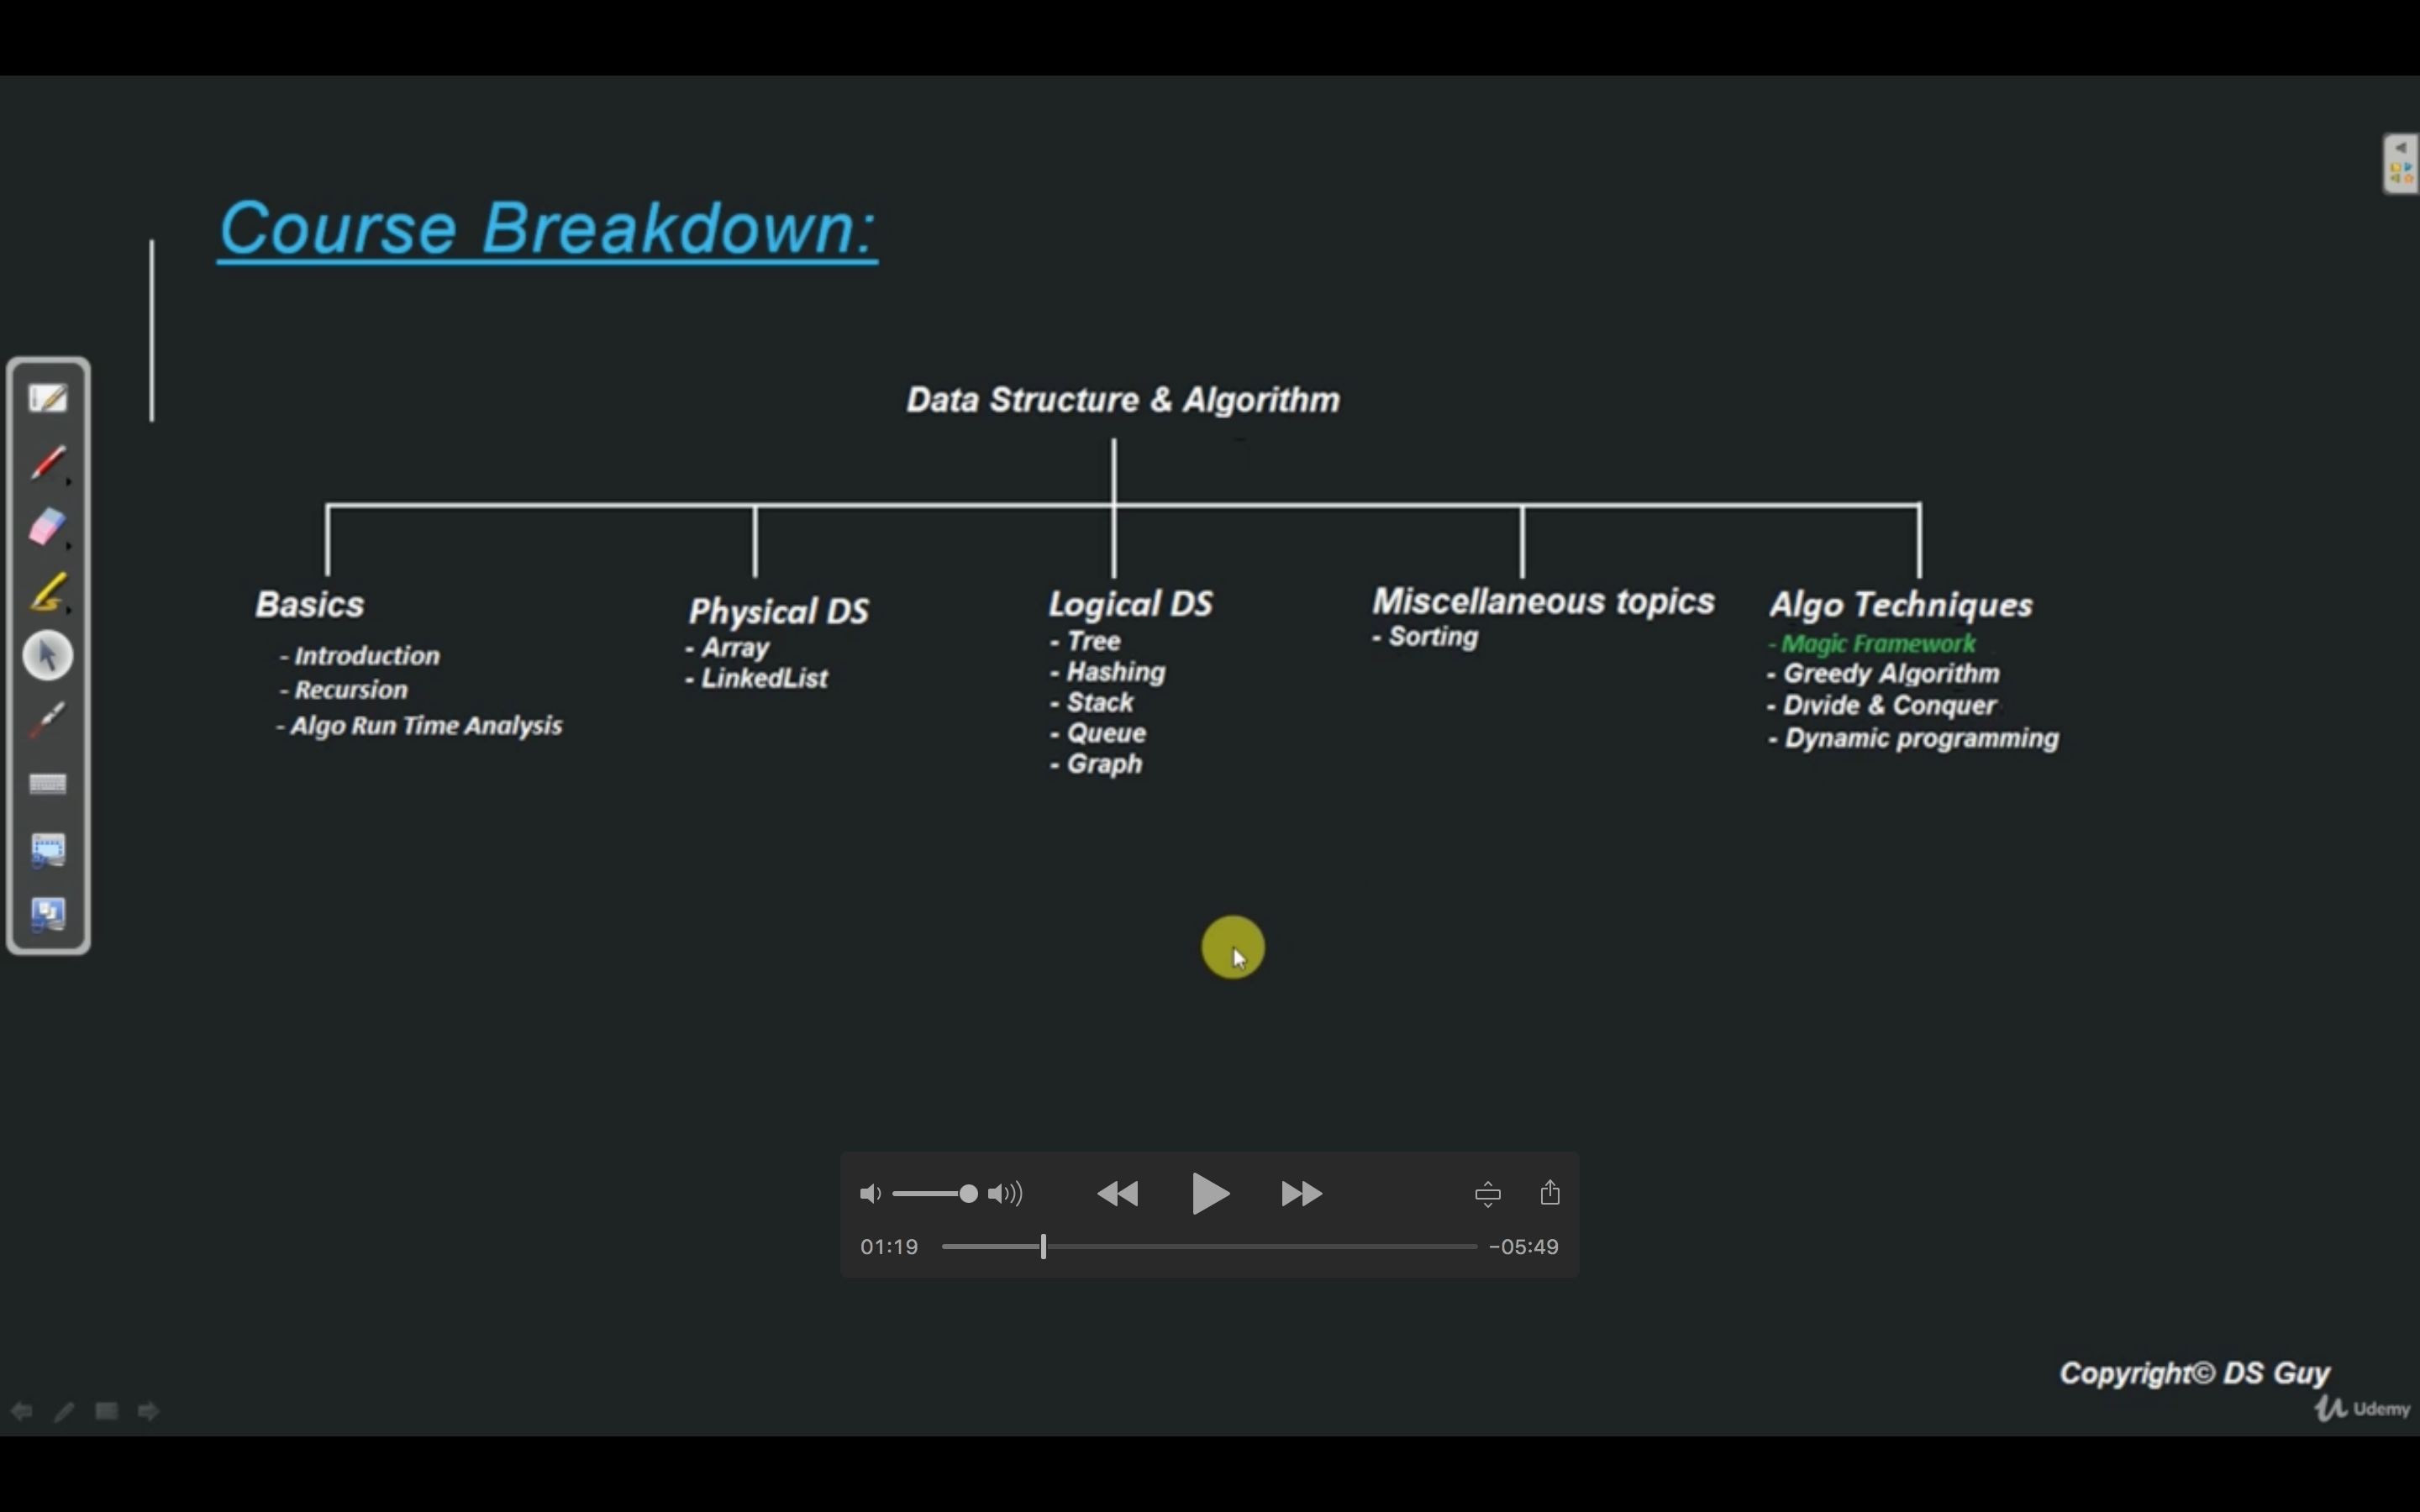 Course Breakdown:
Data Structure & Algorithm
Basics
- Introduction
- Recursion
- Algo Run Time Analysis
Physical DS
- Array
- LinkedList
Logical DS
- Tree
- Hashing
- Stack
- Queue
- Graph
Miscellaneous topics
- Sorting
Algo Techniques
- Magic Framework
- Greedy Algorithm
- Divide & Conquer
- Dynamic programming
01:19
-05:49
Copyright© DS Guy
Udemy